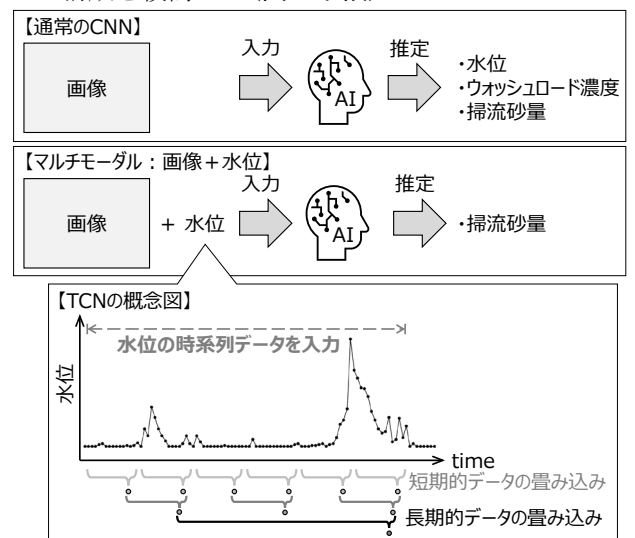 【通常のCNN】
画像
入力
AI
推定
・水位
・ウォッシュロード濃度
・掃流砂量
【マルチモーダル：画像＋水位】
画像
+ 水位
入力
AI
推定
・掃流砂量
【TCNの概念図】
水位の時系列データを入力
水位
time
短期的データの畳み込み
長期的データの畳み込み